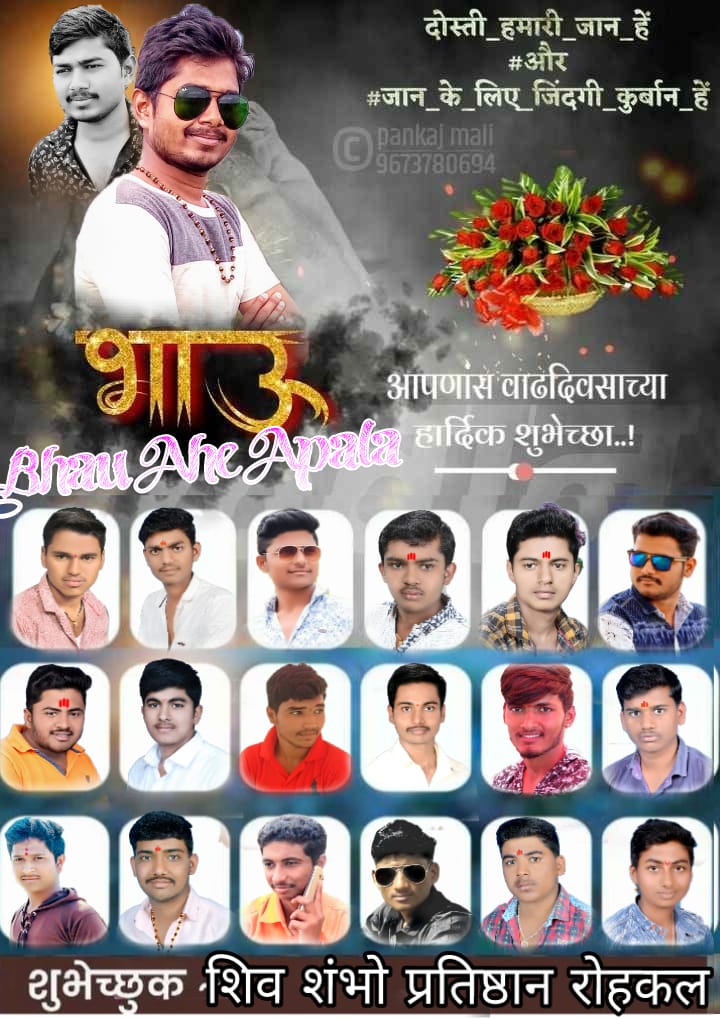 दोस्ती_हमारी_जान_हें
#और
#जान_के_लिए_जिंदगी_कुर्बान_हें
© pankaj mali
9673780694
भाऊ
Bhau Ahe Apala
आपणांस वाढदिवसाच्या
हार्दिक शुभेच्छा..!
शुभेच्छुक - शिव शंभो प्रतिष्ठान रोहकल